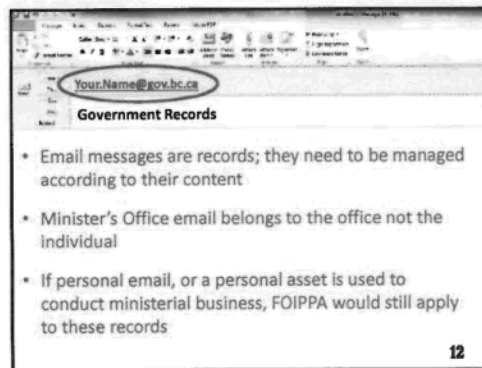 Your.Name@gov.bc.ca
Government Records
• Email messages are records; they need to be managed
according to their content
• Minister's Office email belongs to the office not the
individual
• If personal email, or a personal asset is used to
conduct ministerial business, FOIPPA would still apply
to these records
12